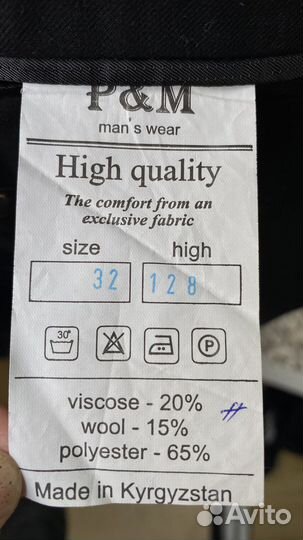 P&M
man's wear
High quality
The comfort from an
exclusive fabric
size high
32 128
30°
P
viscose - 20%
wool - 15%
polyester - 65%
Made in Kyrgyzstan
Avito